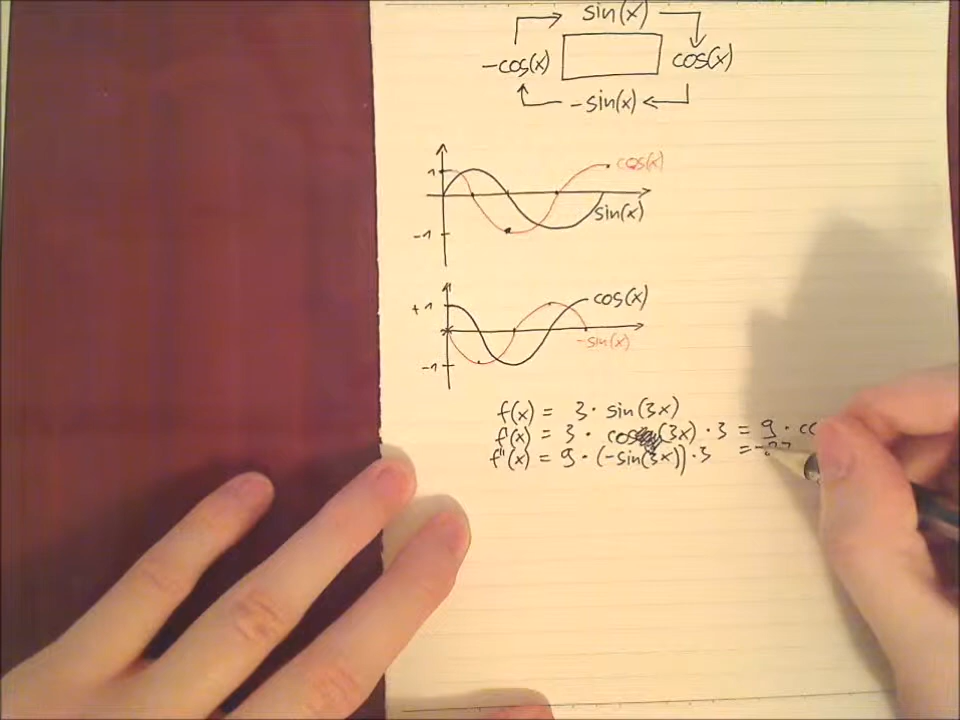 sin(x)
-cos(x) cos(x)
-sin(x)
1 cos(x)
sin(x)
-1
+1 cos(x)
-sin(x)
-1
f(x) = 3 · sin(3x)
f'(x) = 3 · cos(3x) · 3 = 9 ·
f''(x) = 9 · (-sin(3x)) · 3 =